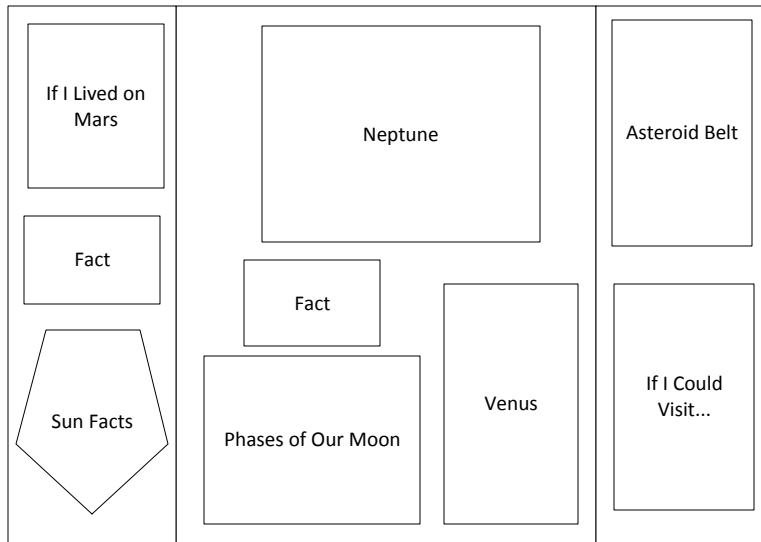 If I Lived on
Mars
Fact
Sun Facts
Neptune
Fact
Phases of Our Moon
Venus
Asteroid Belt
If I Could
Visit...